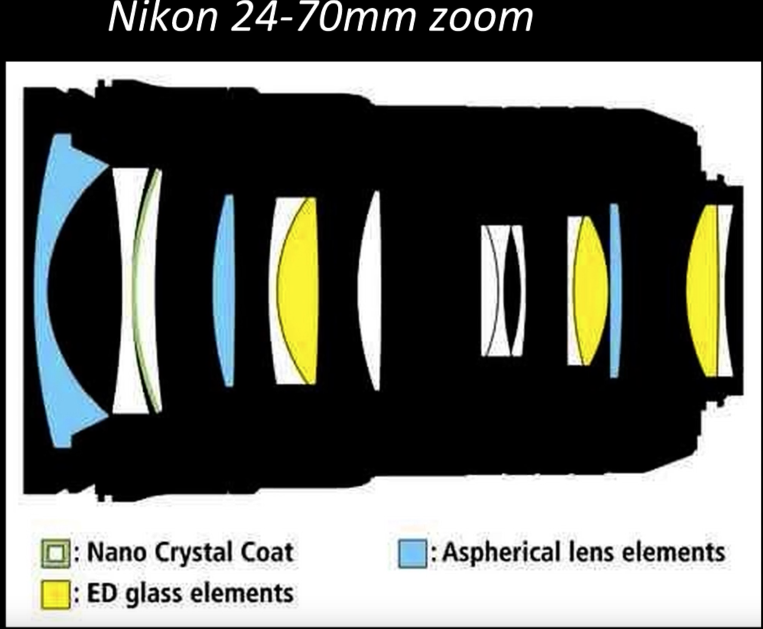 Nikon 24-70mm zoom
: Nano Crystal Coat
: Aspherical lens elements
: ED glass elements